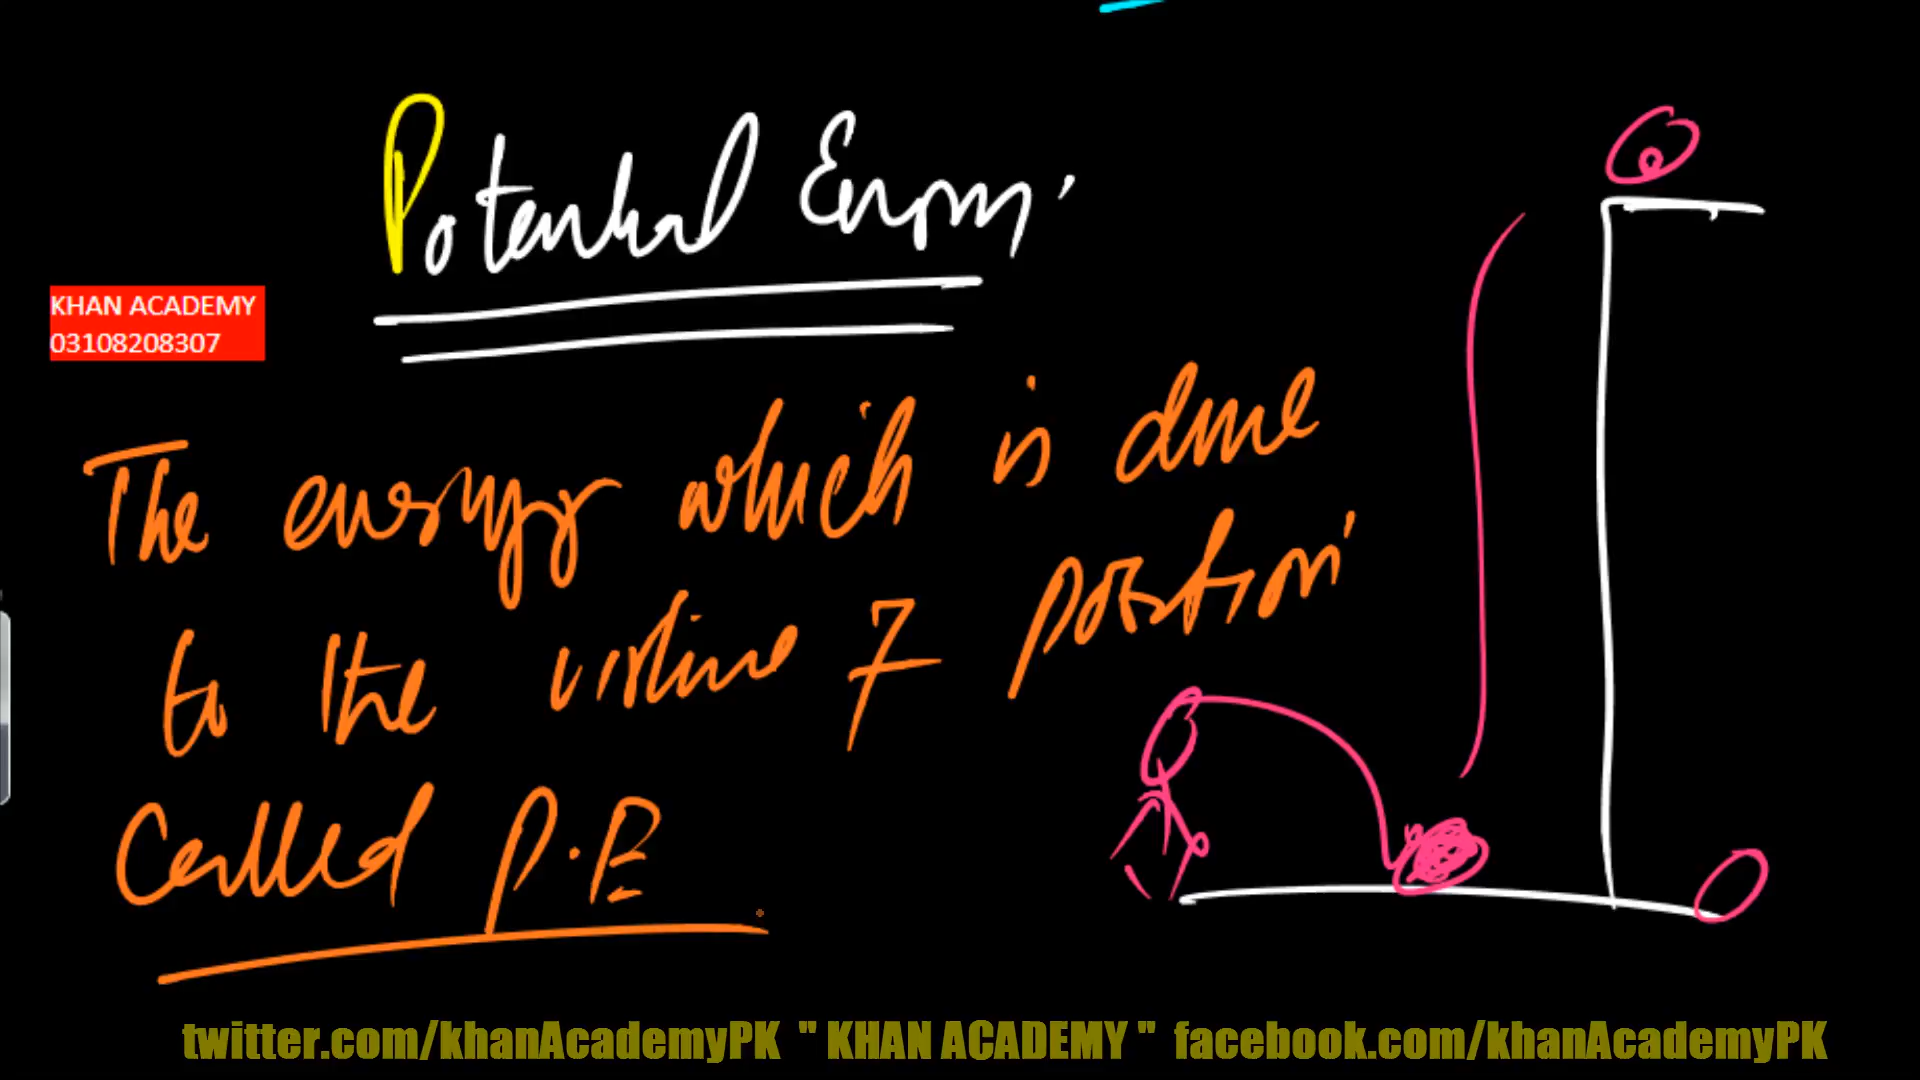 Potential Energy
KHAN ACADEMY
03108208307
The energy which is due
to the virtue of position
Called P.E
twitter.com/khanAcademyPK " KHAN ACADEMY " facebook.com/khanAcademyPK